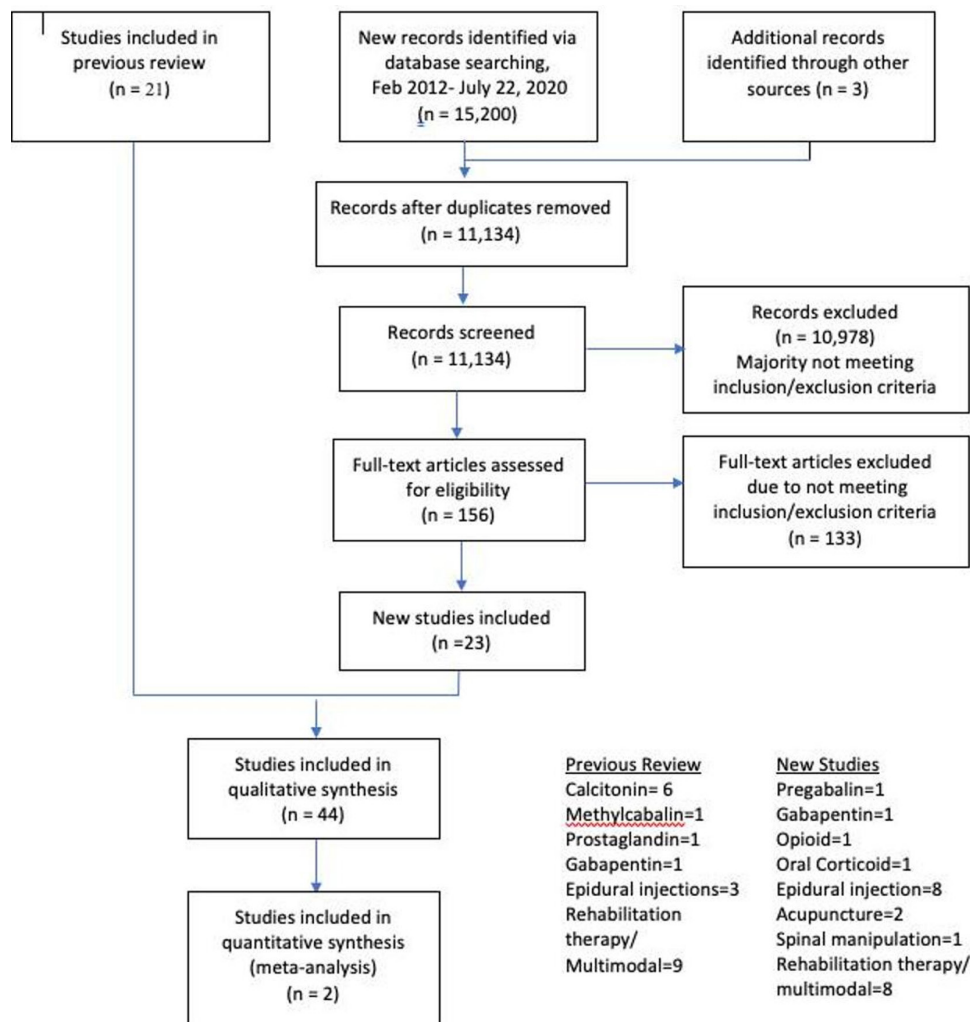 Studies included in
previous review
(n = 21)
New records identified via
database searching,
Feb 2012- July 22, 2020
(n = 15,200)
Additional records
identified through other
sources (n = 3)
Records after duplicates removed
(n = 11,134)
Records screened
(n = 11,134)
Records excluded
(n = 10,978)
Majority not meeting
inclusion/exclusion criteria
Full-text articles assessed
for eligibility
(n = 156)
Full-text articles excluded
due to not meeting
inclusion/exclusion criteria
(n = 133)
New studies included
(n =23)
Studies included in
qualitative synthesis
(n = 44)
Studies included in
quantitative synthesis
(meta-analysis)
(n = 2)
Previous Review
Calcitonin= 6
Methylcabalin=1
Prostaglandin=1
Gabapentin=1
Epidural injections=3
Rehabilitation
therapy/
Multimodal=9
New Studies
Pregabalin=1
Gabapentin=1
Opioid=1
Oral Corticoid=1
Epidural injection=8
Acupuncture=2
Spinal manipulation=1
Rehabilitation therapy/
multimodal=8